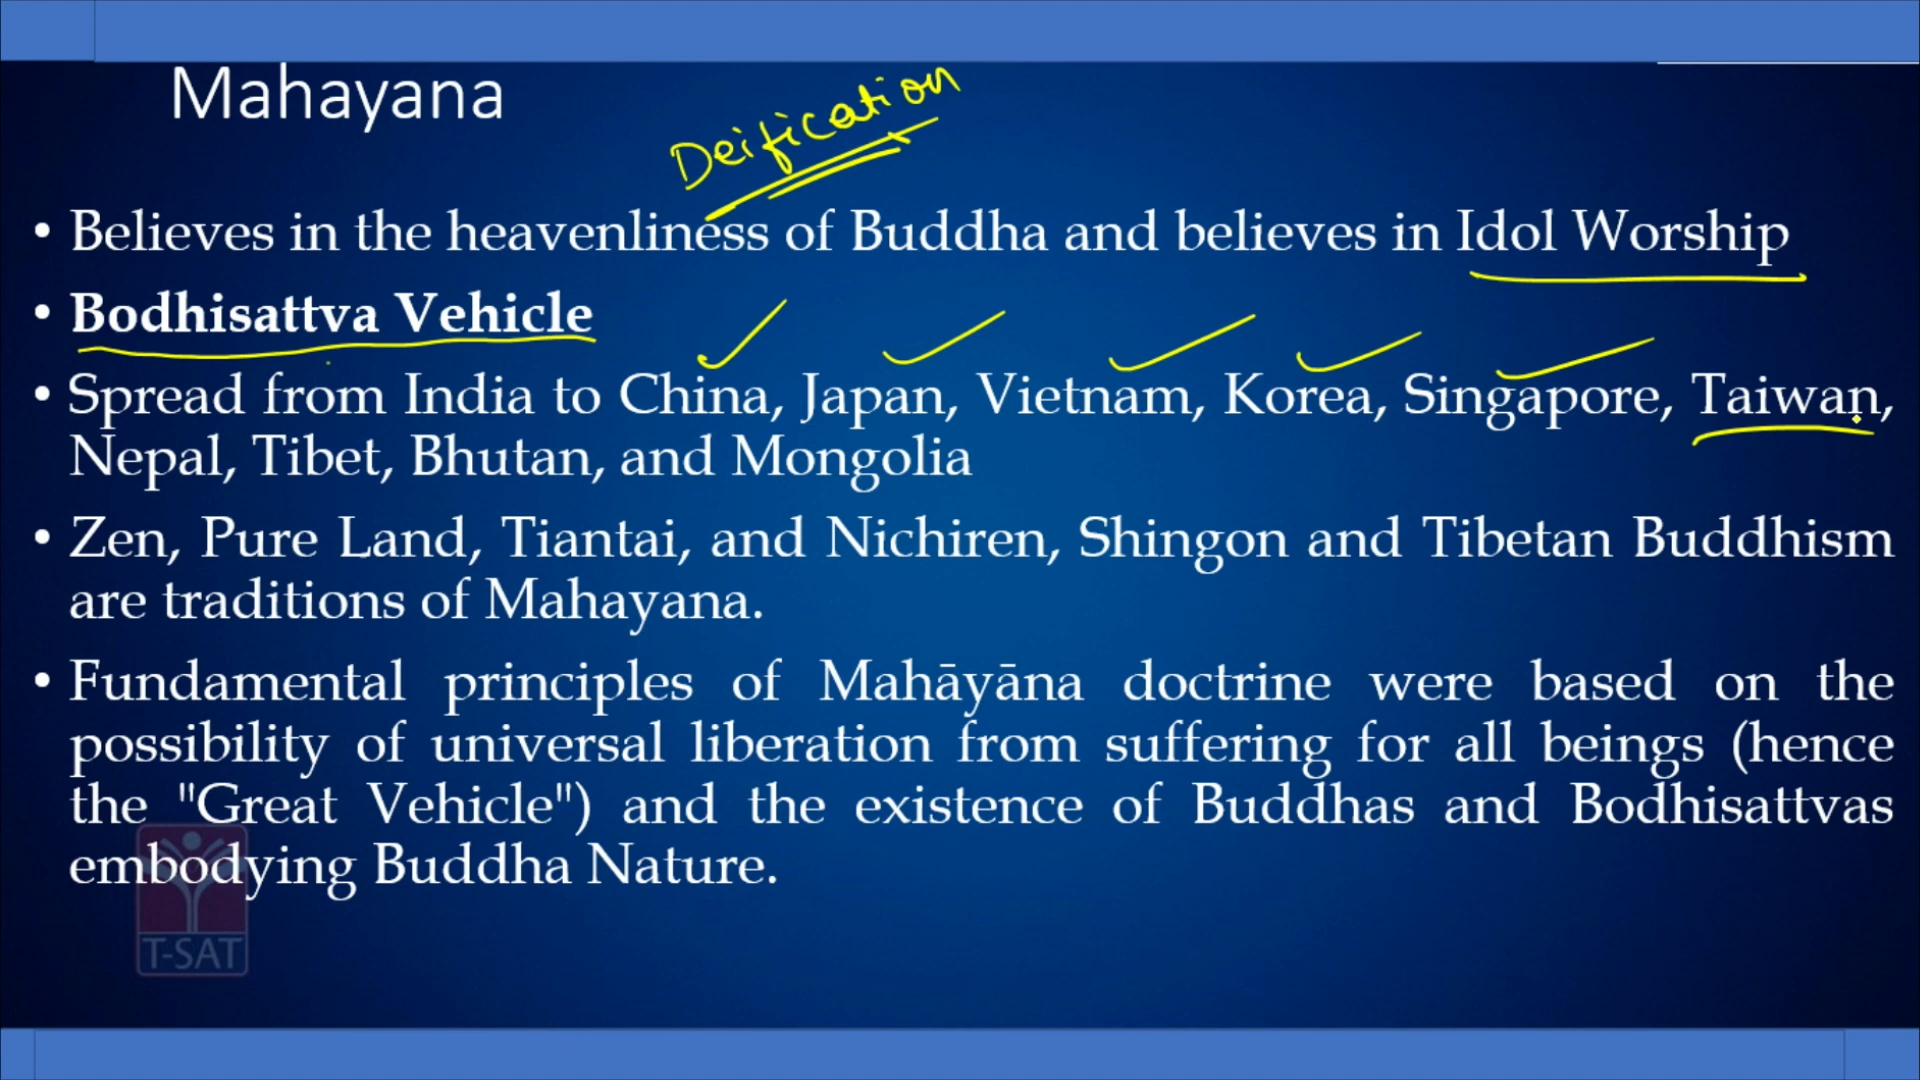 Mahayana
Deification
• Believes in the heavenliness of Buddha and believes in Idol Worship
• Bodhisattva Vehicle
• Spread from India to China, Japan, Vietnam, Korea, Singapore, Taiwan,
Nepal, Tibet, Bhutan, and Mongolia
• Zen, Pure Land, Tiantai, and Nichiren, Shingon and Tibetan Buddhism
are traditions of Mahayana.
• Fundamental principles of Mahāyāna doctrine were based on the
possibility of universal liberation from suffering for all beings (hence
the "Great Vehicle") and the existence of Buddhas and Bodhisattvas
embodying Buddha Nature.
T-SAT